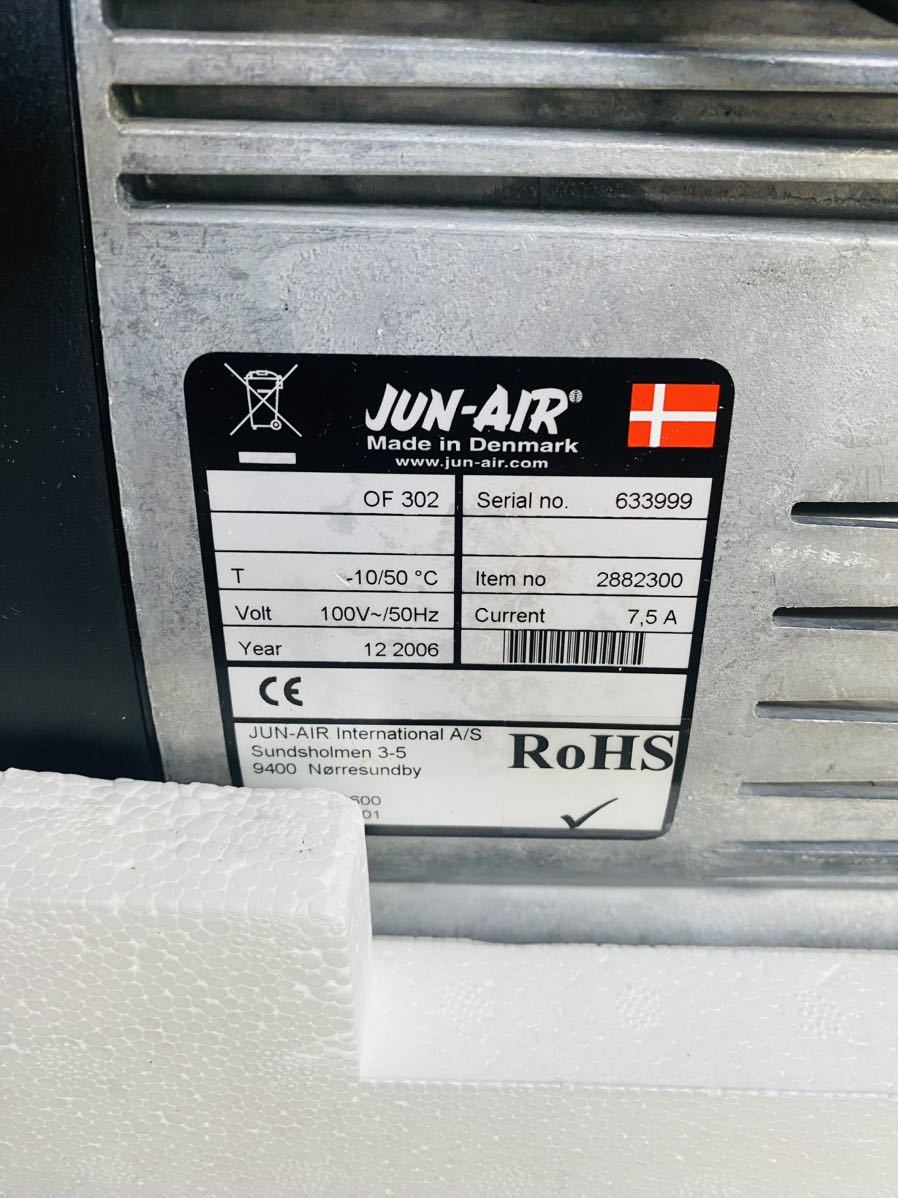 JUN-AIR®
Made in Denmark
www.jun-air.com
OF 302 Serial no. 633999
T -10/50 °C Item no 2882300
Volt 100V~/50Hz Current 7,5 A
Year 12 2006
CE
JUN-AIR International A/S
Sundsholmen 3-5
9400 Nørresundby
RoHS